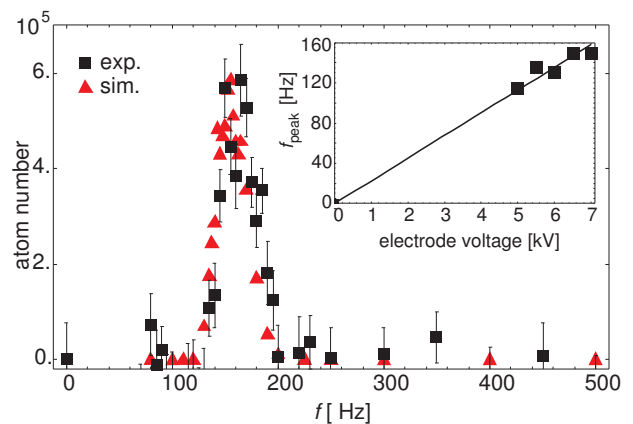 10^5
6.
4.
2.
0.
atom number
exp.
sim.
0
100
200
300
400
500
f [ Hz]
160
120
80
40
0
f_peak [Hz]
0 1 2 3 4 5 6 7
electrode voltage [kV]